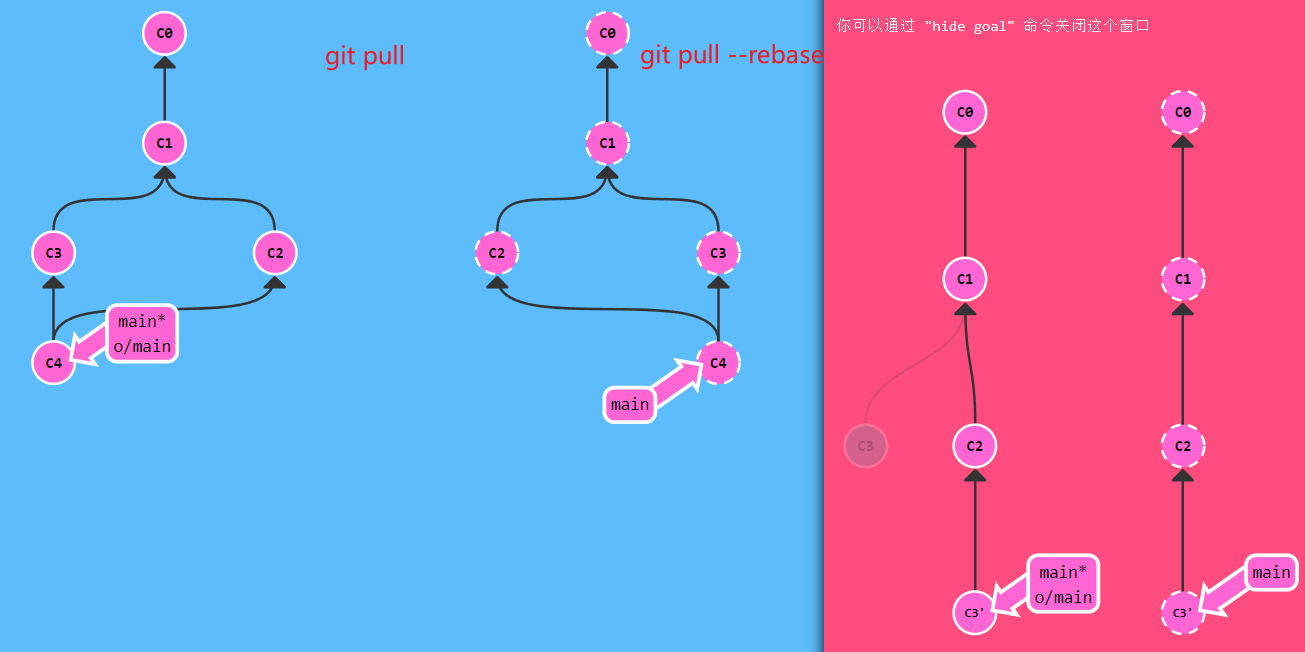 git pull
git pull --rebase
你可以通过 "hide goal" 命令关闭这个窗口
C0
C1
C3
C2
main*
o/main
C4
C0
C1
C2
C3
C4
main
C0
C1
C3
C2
main*
o/main
C3'
C0
C1
C2
main
C3'